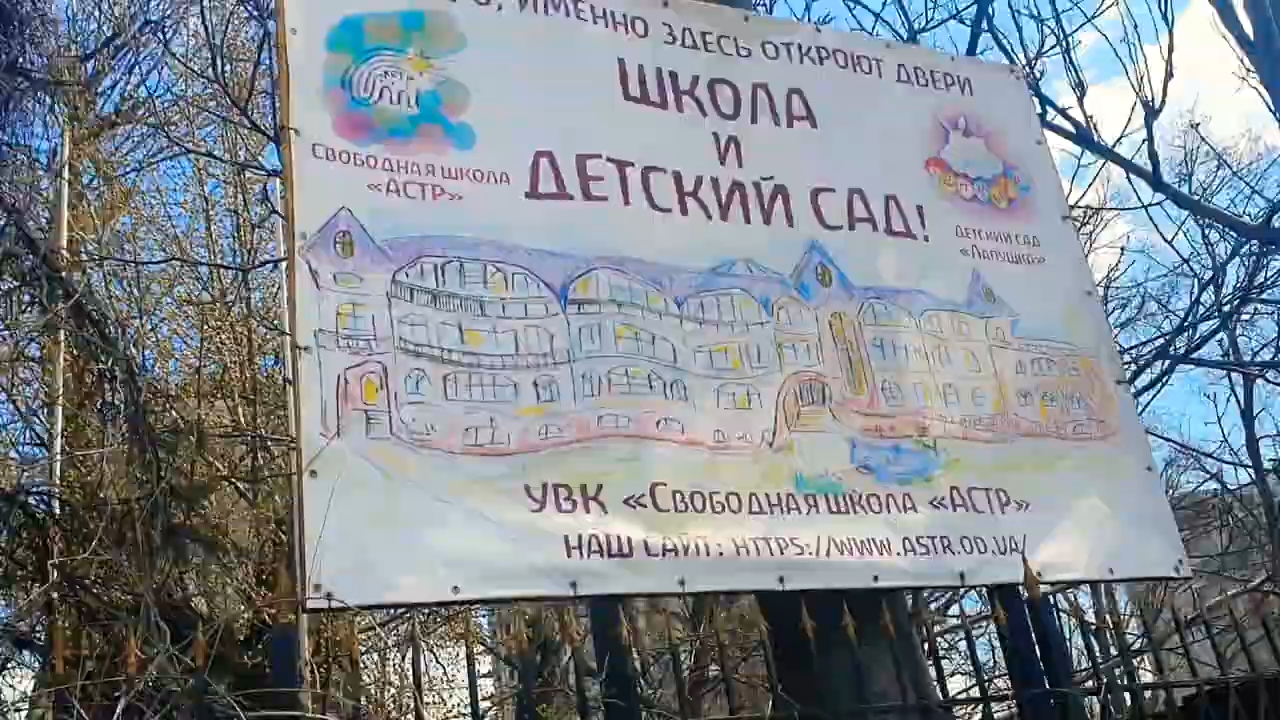 ИМЕННО ЗДЕСЬ ОТКРОЮТ ДВЕРИ
ШКОЛА
И
ДЕТСКИЙ САД!
СВОБОДНАЯ ШКОЛА
«АСТР»
ДЕТСКИЙ САД
«Лапушка»
УВК «СВОБОДНАЯ ШКОЛА «АСТР»
НАШ САЙТ: HTTPS://WWW.ASTR.OD.UA/